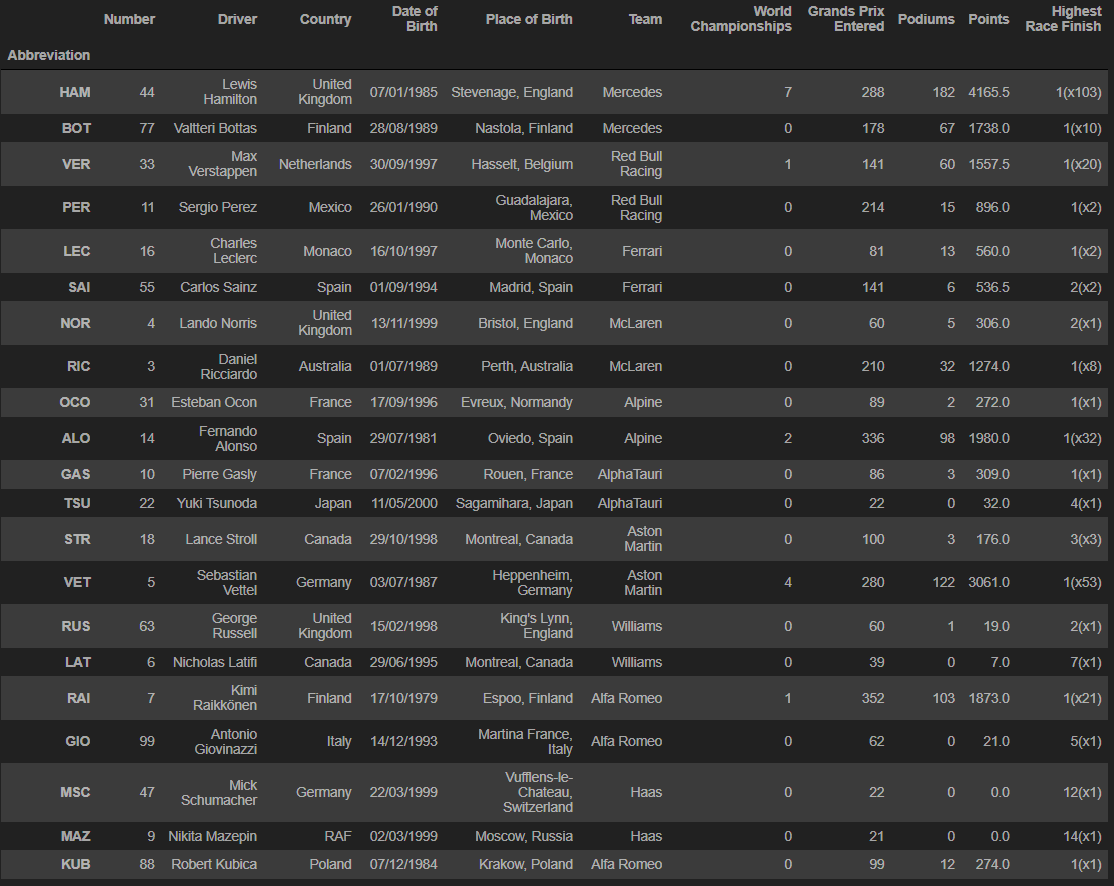 Number Driver Country Date of Birth Place of Birth Team World Championships Grands Prix Entered Podiums Points Highest Race Finish
Abbreviation
HAM 44 Lewis Hamilton United Kingdom 07/01/1985 Stevenage, England Mercedes 7 288 182 4165.5 1(x103)
BOT 77 Valtteri Bottas Finland 28/08/1989 Nastola, Finland Mercedes 0 178 67 1738.0 1(x10)
VER 33 Max Verstappen Netherlands 30/09/1997 Hasselt, Belgium Red Bull Racing 1 141 60 1557.5 1(x20)
PER 11 Sergio Perez Mexico 26/01/1990 Guadalajara, Mexico Red Bull Racing 0 214 15 896.0 1(x2)
LEC 16 Charles Leclerc Monaco 16/10/1997 Monte Carlo, Monaco Ferrari 0 81 13 560.0 1(x2)
SAI 55 Carlos Sainz Spain 01/09/1994 Madrid, Spain Ferrari 0 141 6 536.5 2(x2)
NOR 4 Lando Norris United Kingdom 13/11/1999 Bristol, England McLaren 0 60 5 306.0 2(x1)
RIC 3 Daniel Ricciardo Australia 01/07/1989 Perth, Australia McLaren 0 210 32 1274.0 1(x8)
OCO 31 Esteban Ocon France 17/09/1996 Evreux, Normandy Alpine 0 89 2 272.0 1(x1)
ALO 14 Fernando Alonso Spain 29/07/1981 Oviedo, Spain Alpine 2 336 98 1980.0 1(x32)
GAS 10 Pierre Gasly France 07/02/1996 Rouen, France AlphaTauri 0 86 3 309.0 1(x1)
TSU 22 Yuki Tsunoda Japan 11/05/2000 Sagamihara, Japan AlphaTauri 0 22 0 32.0 4(x1)
STR 18 Lance Stroll Canada 29/10/1998 Montreal, Canada Aston Martin 0 100 3 176.0 3(x3)
VET 5 Sebastian Vettel Germany 03/07/1987 Heppenheim, Germany Aston Martin 4 280 122 3061.0 1(x53)
RUS 63 George Russell United Kingdom 15/02/1998 King's Lynn, England Williams 0 60 1 19.0 2(x1)
LAT 6 Nicholas Latifi Canada 29/06/1995 Montreal, Canada Williams 0 39 0 7.0 7(x1)
RAI 7 Kimi Raikkönen Finland 17/10/1979 Espoo, Finland Alfa Romeo 1 352 103 1873.0 1(x21)
GIO 99 Antonio Giovinazzi Italy 14/12/1993 Martina France, Italy Alfa Romeo 0 62 0 21.0 5(x1)
MSC 47 Mick Schumacher Germany 22/03/1999 Vufflens-le-Chateau, Switzerland Haas 0 22 0 0.0 12(x1)
MAZ 9 Nikita Mazepin RAF 02/03/1999 Moscow, Russia Haas 0 21 0 0.0 14(x1)
KUB 88 Robert Kubica Poland 07/12/1984 Krakow, Poland Alfa Romeo 0 99 12 274.0 1(x1)